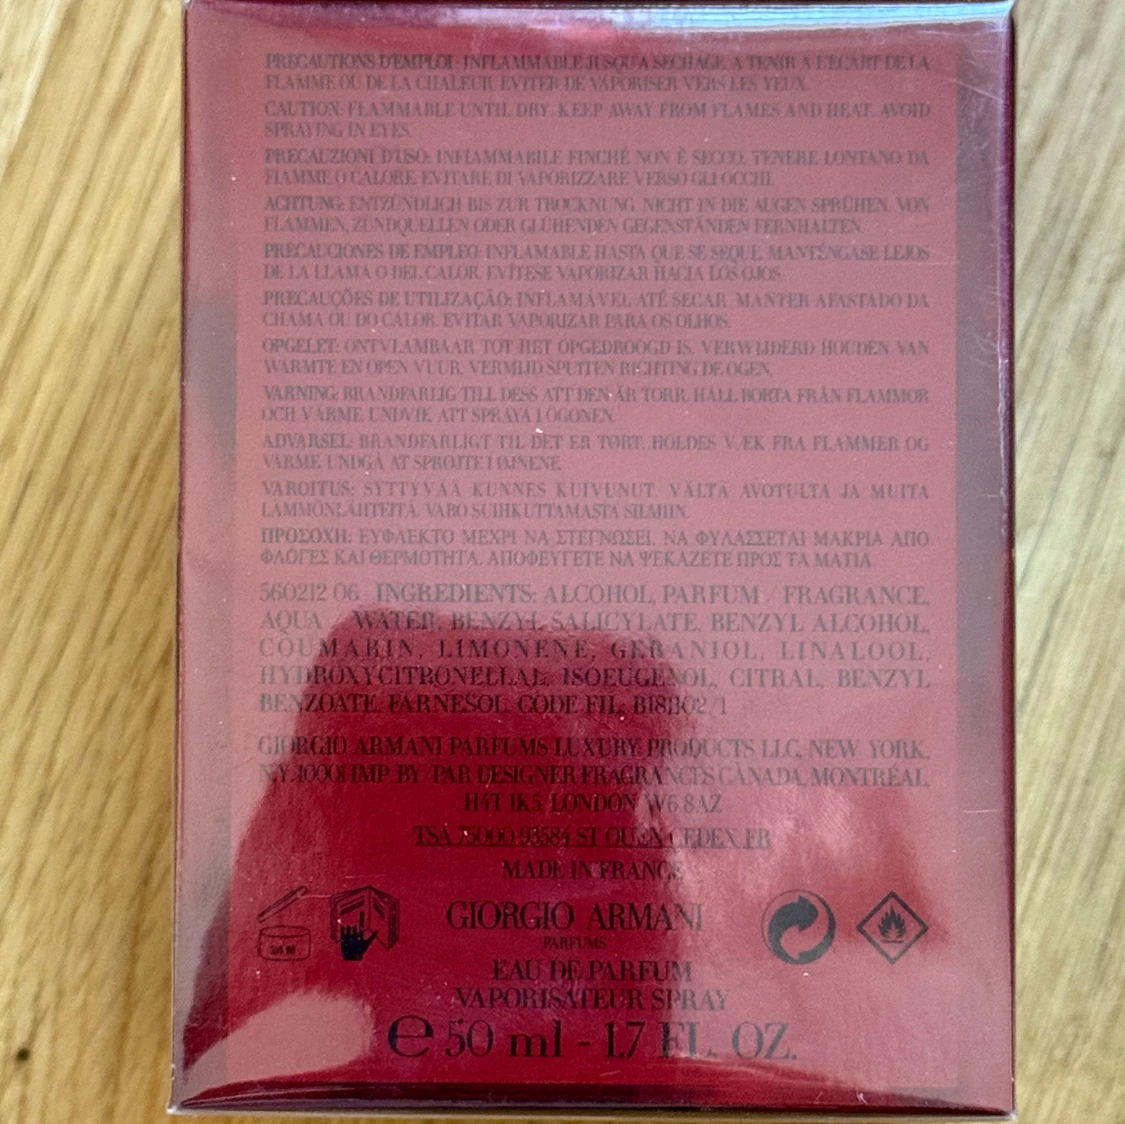 PRECAUTIONS D'EMPLOI : INFLAMMABLE JUSQU'A SECHAGE. A TENIR A L'ECART DE LA
FLAMME OU DE LA CHALEUR. EVITER DE VAPORISER VERS LES YEUX.
CAUTION: FLAMMABLE UNTIL DRY. KEEP AWAY FROM FLAMES AND HEAT. AVOID
SPRAYING IN EYES.
PRECAUZIONI D'USO: INFIAMMABILE FINCHÉ NON È SECCO. TENERE LONTANO DA
FIAMME O CALORE EVITARE DI VAPORIZZARE VERSO GLI OCCHI.
ACHTUNG: ENTZÜNDLICH BIS ZUR TROCKNUNG. NICHT IN DIE AUGEN SPRÜHEN. VON
FLAMMEN, ZÜNDQUELLEN ODER GLÜHENDEN GEGENSTÄNDEN FERNHALTEN.
PRECAUCIONES DE EMPLEO: INFLAMABLE HASTA QUE SE SEQUE. MANTÉNGASE LEJOS
DE LA LLAMA O DEL CALOR. EVÍTESE VAPORIZAR HACIA LOS OJOS.
PRECAUÇÕES DE UTILIZAÇÃO: INFLAMÁVEL ATÉ SECAR. MANTER AFASTADO DA
CHAMA OU DO CALOR. EVITAR VAPORIZAR PARA OS OLHOS.
OPGELET: ONTVLAMBAAR TOT HET OPGEDROOGD IS. VERWIJDERD HOUDEN VAN
WARMTE EN OPEN VUUR. VERMIJD SPUITEN RICHTING DE OGEN.
VARNING: BRANDFARLIG TILL DESS ATT DEN ÄR TORR. HÅLL BORTA FRÅN FLAMMOR
OCH VÄRME. UNDVIK ATT SPRAYA I ÖGONEN.
ADVARSEL: BRANDFARLIGT TIL DET ER TØRT. HOLDES VÆK FRA FLAMMER OG
VARME UNDGÅ AT SPRØJTE I ØJNENE.
VAROITUS: SYTTYVÄÄ KUNNES KUIVUNUT. VÄLTÄ AVOTULTA JA MUITA
LÄMMÖNLÄHTEITÄ. VARO SUIHKUTTAMASTA SILMIIN.
ΠΡΟΣΟΧΗ: ΕΥΦΛΕΚΤΟ ΜΕΧΡΙ ΝΑ ΣΤΕΓΝΩΣΕΙ. ΝΑ ΦΥΛΑΣΣΕΤΑΙ ΜΑΚΡΙΑ ΑΠΟ
ΦΛΟΓΕΣ ΚΑΙ ΘΕΡΜΟΤΗΤΑ. ΑΠΟΦΕΥΓΕΤΕ ΝΑ ΨΕΚΑΖΕΤΕ ΠΡΟΣ ΤΑ ΜΑΤΙΑ.
560212 06 INGREDIENTS: ALCOHOL, PARFUM / FRAGRANCE,
AQUA / WATER, BENZYL SALICYLATE, BENZYL ALCOHOL,
COUMARIN, LIMONENE, GERANIOL, LINALOOL,
HYDROXYCITRONELLAL, ISOEUGENOL, CITRAL, BENZYL
BENZOATE, FARNESOL. CODE FIL: B181102/1
GIORGIO ARMANI PARFUMS LUXURY PRODUCTS LLC, NEW YORK,
N.Y. 10001 IMP. BY/PAR DESIGNER FRAGRANCES CANADA, MONTRÉAL,
H4T 1K5. LONDON W6 8AZ
TSA 75000 93584 ST OUEN CEDEX FR
MADE IN FRANCE
36 M
GIORGIO ARMANI
PARFUMS
EAU DE PARFUM
VAPORISATEUR SPRAY
℮ 50 ml - 1.7 FL. OZ.